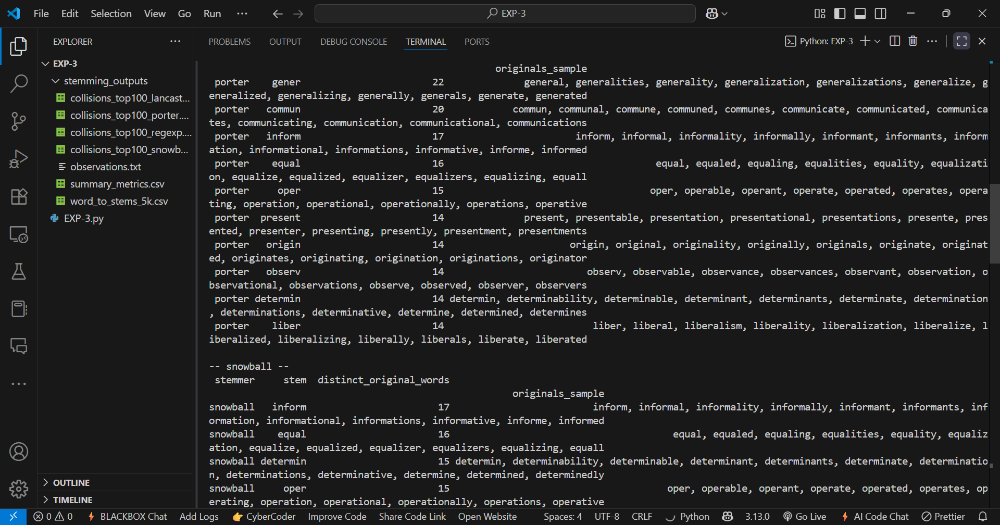 File Edit Selection View Go Run ··· EXP-3
EXPLORER ···
EXP-3
stemming_outputs
collisions_top100_lancast...
collisions_top100_porter....
collisions_top100_regexp....
collisions_top100_snowb...
observations.txt
summary_metrics.csv
word_to_stems_5k.csv
EXP-3.py
OUTLINE
TIMELINE
PROBLEMS OUTPUT DEBUG CONSOLE TERMINAL PORTS Python: EXP-3
originals_sample
porter gener 22 general, generalities, generality, generalization, generalizations, generalize, g
eneralized, generalizing, generally, generals, generate, generated
porter commun 20 commun, communal, commune, communed, communes, communicate, communicated, communica
tes, communicating, communication, communicational, communications
porter inform 17 inform, informal, informality, informally, informant, informants, inform
ation, informational, informations, informative, informe, informed
porter equal 16 equal, equaled, equaling, equalities, equality, equalizati
on, equalize, equalized, equalizer, equalizers, equalizing, equall
porter oper 15 oper, operable, operant, operate, operated, operates, opera
ting, operation, operational, operationally, operations, operative
porter present 14 present, presentable, presentation, presentational, presentations, presente, pres
ented, presenter, presenting, presently, presentment, presentments
porter origin 14 origin, original, originality, originally, originals, originate, originat
ed, originates, originating, origination, originations, originator
porter observ 14 observ, observable, observance, observances, observant, observation, o
bservational, observations, observe, observed, observer, observers
porter determin 14 determin, determinability, determinable, determinant, determinants, determinate, determination
, determinations, determinative, determine, determined, determines
porter liber 14 liber, liberal, liberalism, liberality, liberalization, liberalize, l
iberalized, liberalizing, liberally, liberals, liberate, liberated
-- snowball --
stemmer stem distinct_original_words
originals_sample
snowball inform 17 inform, informal, informality, informally, informant, informants, inf
ormation, informational, informations, informative, informe, informed
snowball equal 16 equal, equaled, equaling, equalities, equality, equaliz
ation, equalize, equalized, equalizer, equalizers, equalizing, equall
snowball determin 15 determin, determinability, determinable, determinant, determinants, determinate, determinatio
n, determinations, determinative, determine, determined, determinedly
snowball oper 15 oper, operable, operant, operate, operated, operates, op
erating, operation, operational, operationally, operations, operative
0 0 BLACKBOX Chat Add Logs CyberCoder Improve Code Share Code Link Open Website Spaces: 4 UTF-8 CRLF Python 3.13.0 Go Live AI Code Chat Prettier